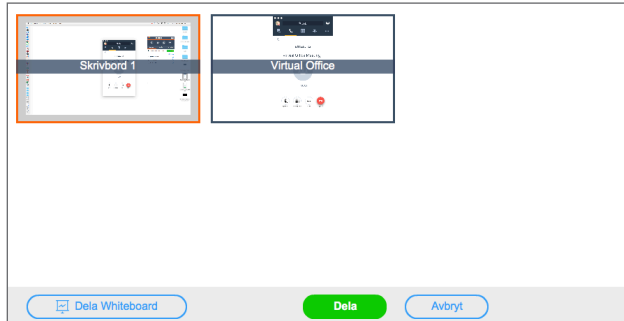 Skrivbord 1
Virtual Office
Dela Whiteboard
Dela
Avbryt